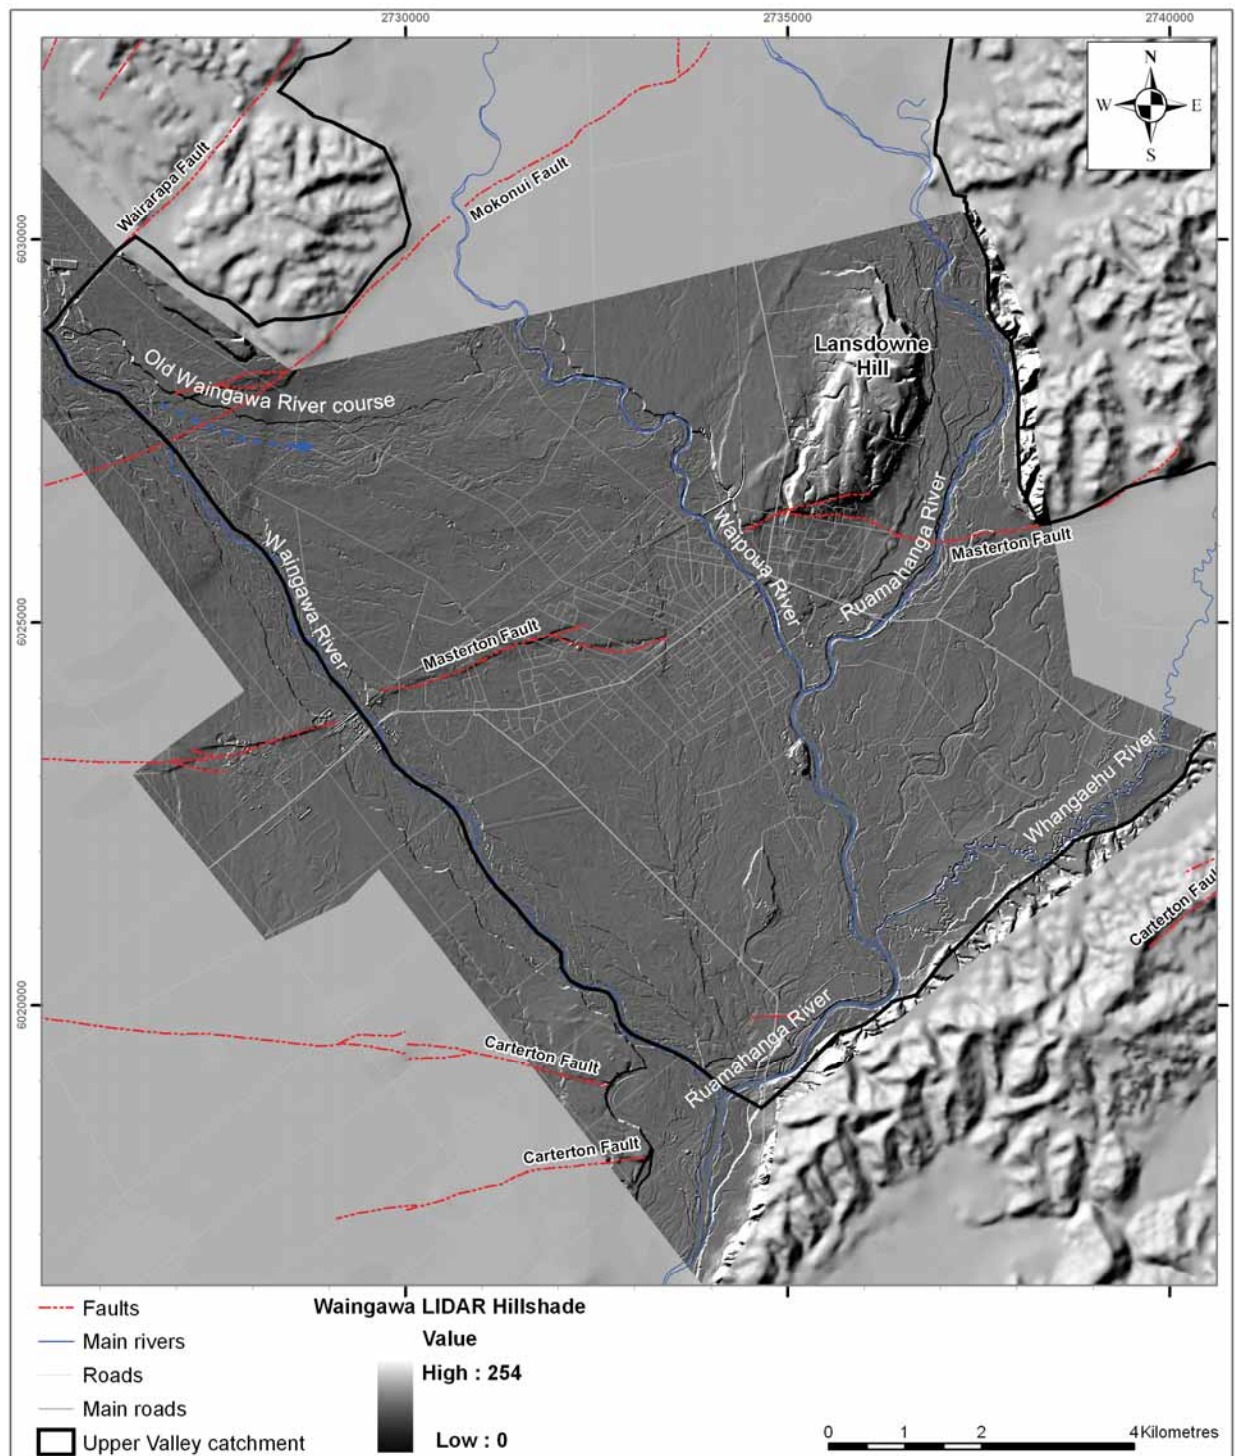 2730000
2735000
2740000
N
W
E
S
6030000
6025000
6020000
Wairarapa Fault
Mokonui Fault
Lansdowne
Hill
Old Waingawa River course
Waingawa River
Waipoua River
Ruamahanga River
Masterton Fault
Masterton Fault
Whangaehu River
Carterton Faul
Ruamahanga River
Carterton Fault
Carterton Fault
Faults
Main rivers
Roads
Main roads
Upper Valley catchment
Waingawa LIDAR Hillshade
Value
High : 254
Low : 0
0 1 2 4 Kilometres